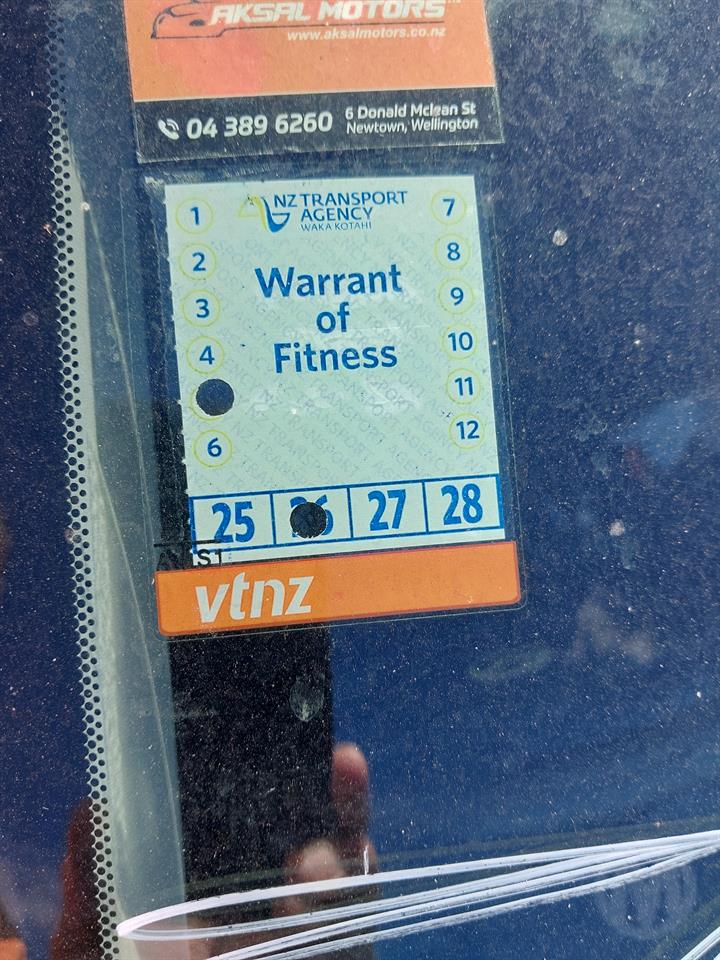 AKSAL MOTORS
www.aksalmotors.co.nz
04 389 6260
6 Donald Mclean St
Newtown, Wellington
NZ TRANSPORT
AGENCY
WAKA KOTAHI
1
7
2
8
Warrant
of
Fitness
3
9
4
10
11
6
12
25 26 27 28
vtnz